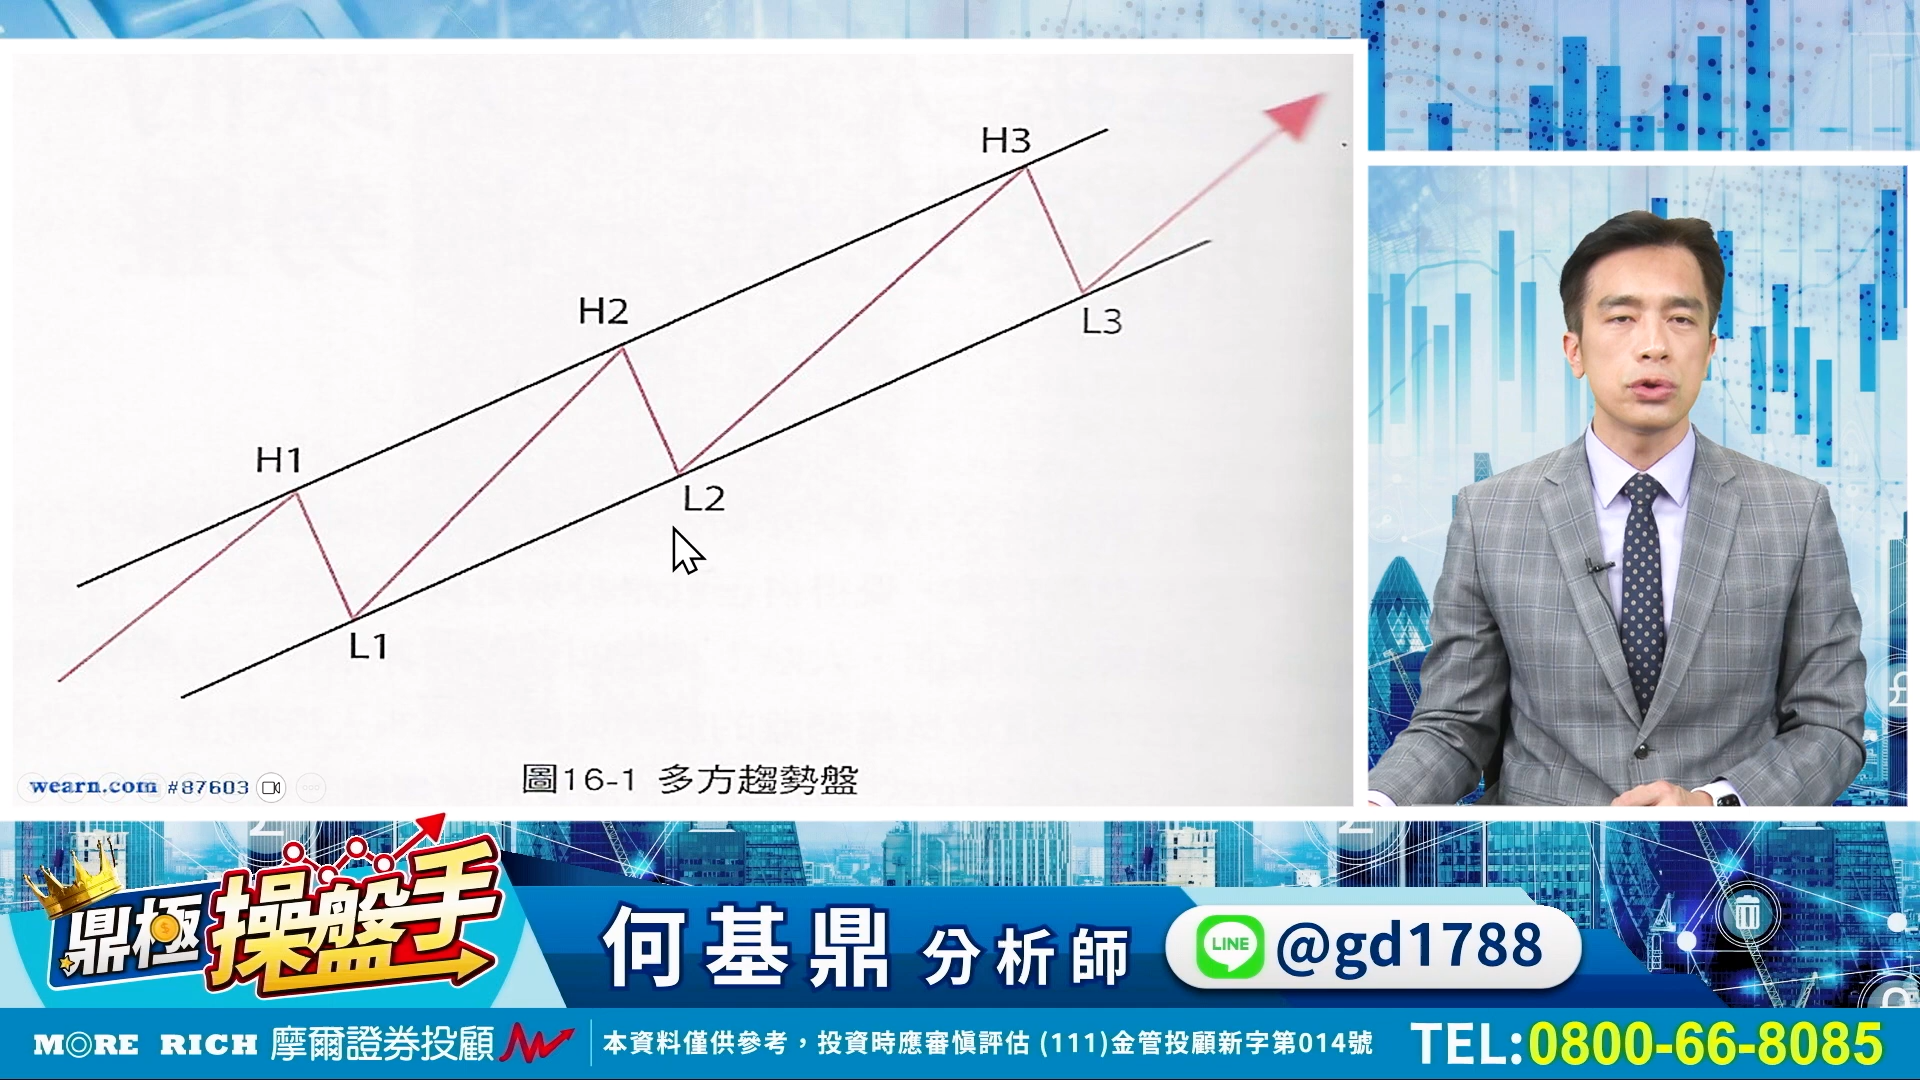 H3
H2
L3
H1
L2
L1
圖16-1 多方趨勢盤
wearn.com #87603
鼎極操盤手
何基鼎 分析師
LINE @gd1788
MORE RICH 摩爾證券投顧
本資料僅供參考，投資時應審慎評估 (111)金管投顧新字第014號
TEL:0800-66-8085